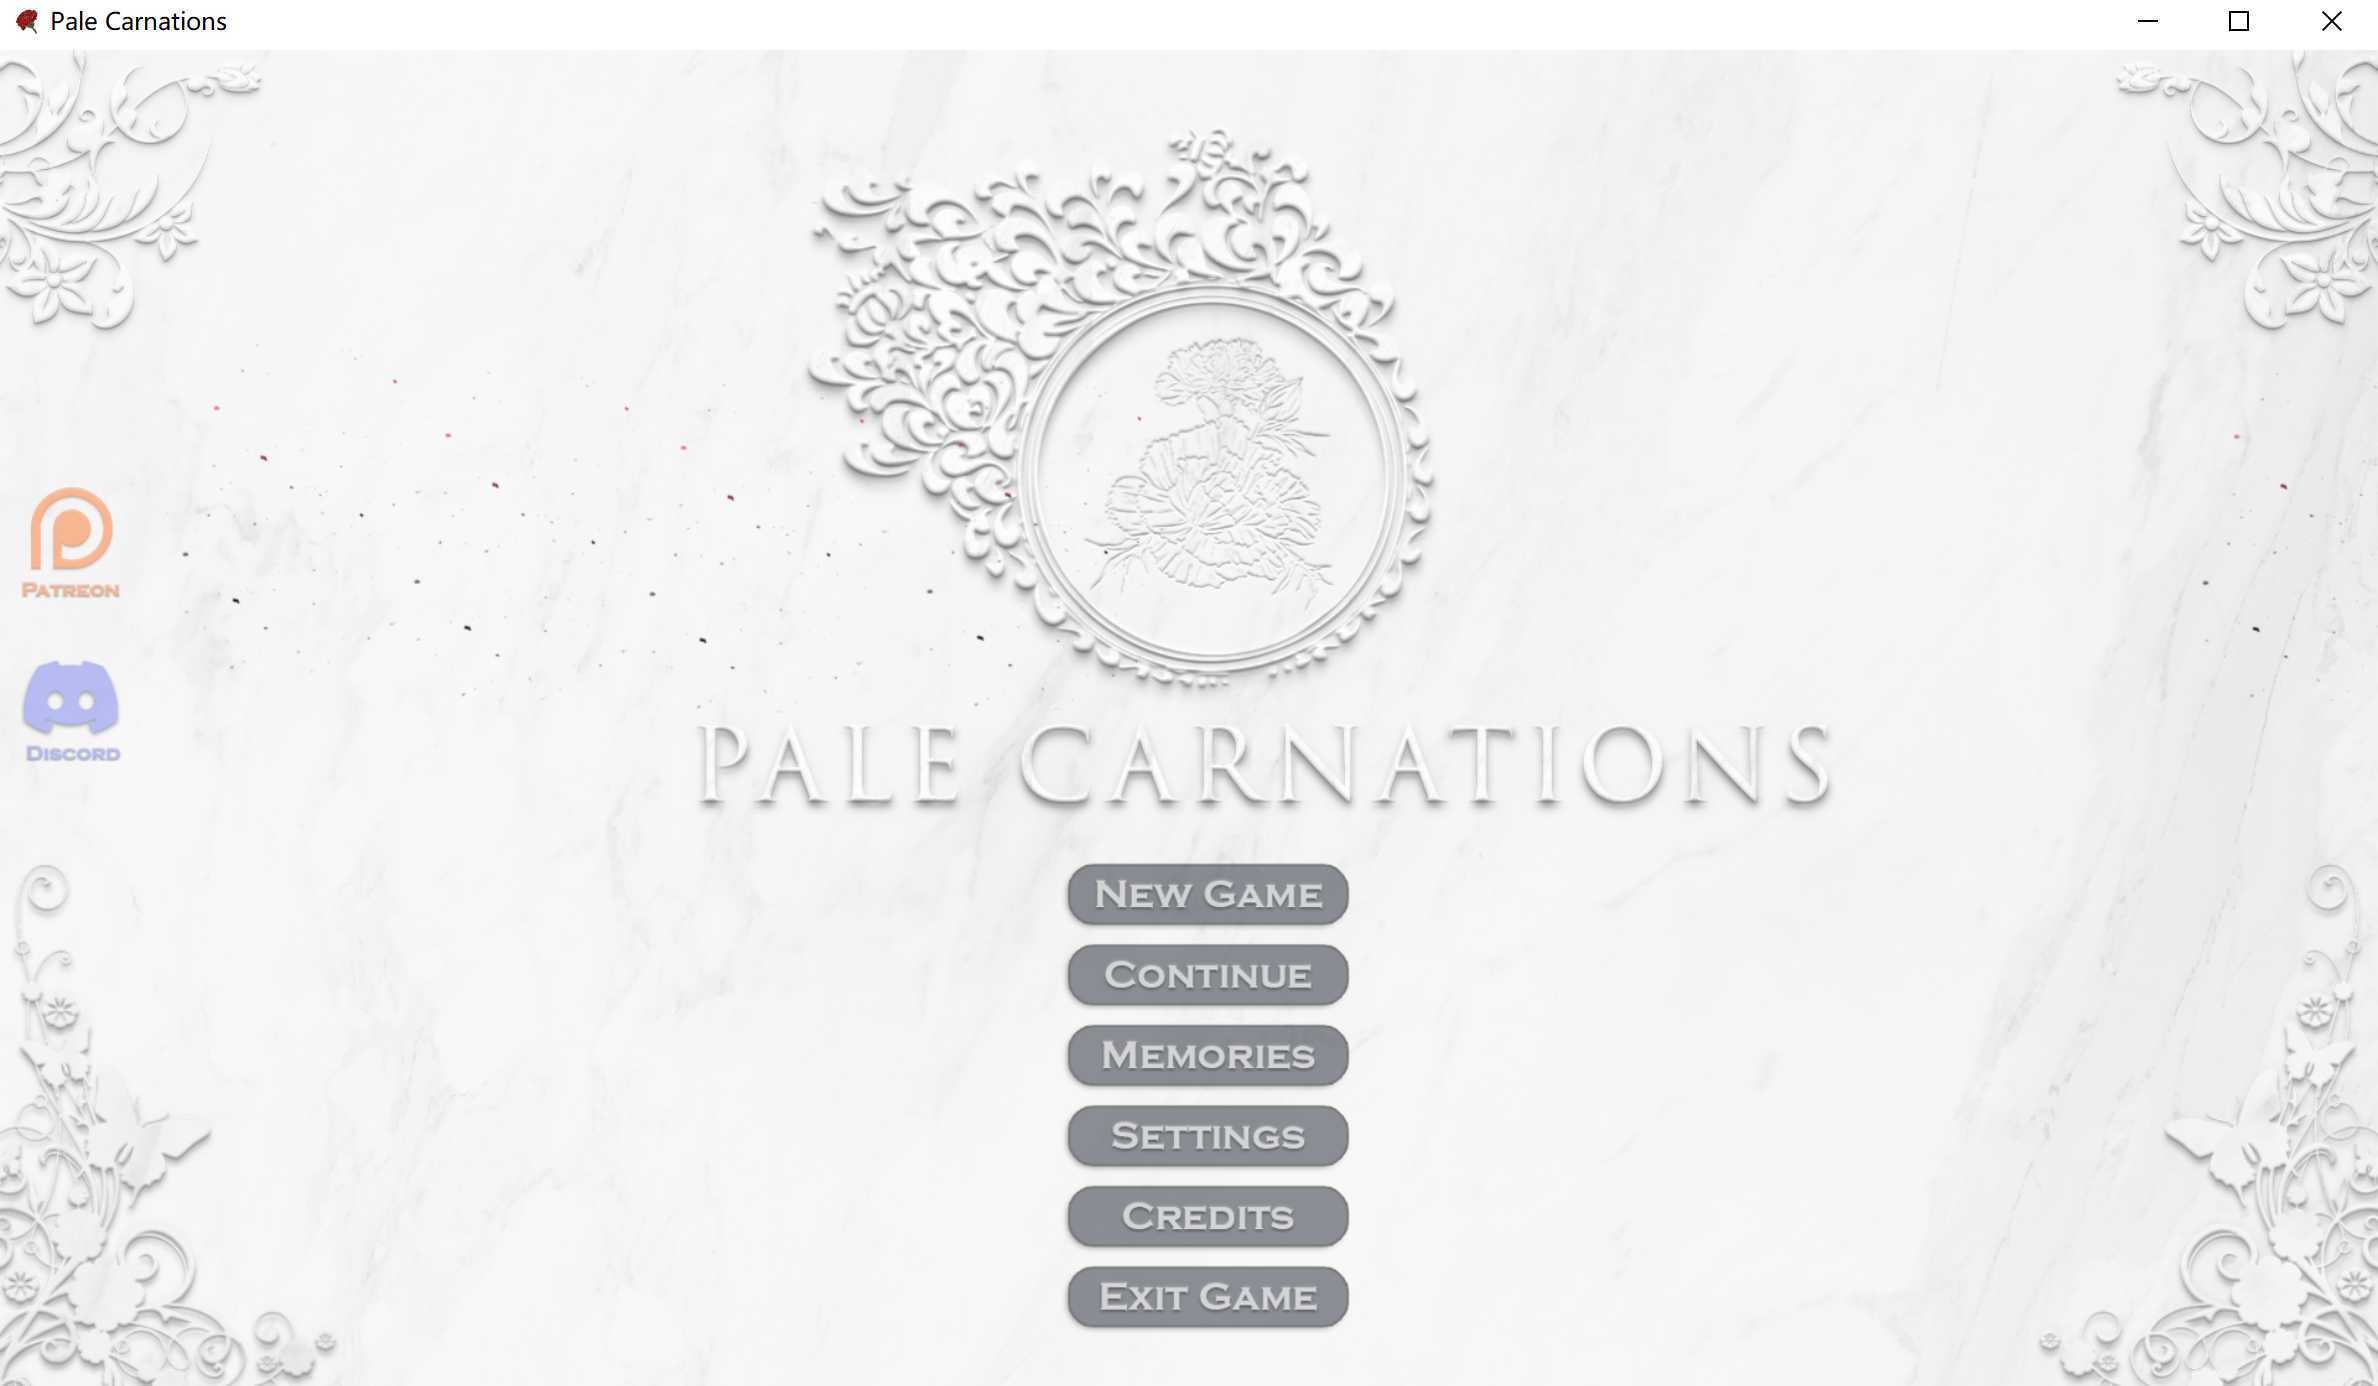 Pale Carnations
PATREON
DISCORD
PALE CARNATIONS
NEW GAME
CONTINUE
MEMORIES
SETTINGS
CREDITS
EXIT GAME